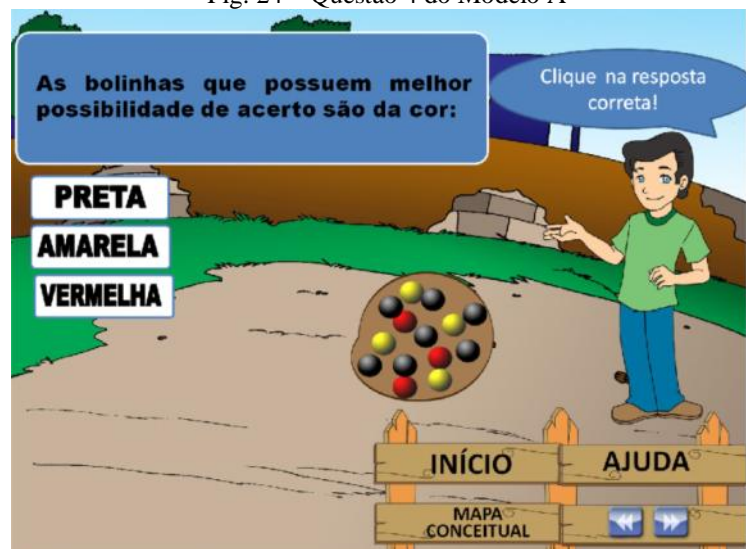 As bolinhas que possuem melhor
possibilidade de acerto são da cor:
Clique na resposta
correta!
PRETA
AMARELA
VERMELHA
INÍCIO
AJUDA
MAPA
CONCEITUAL